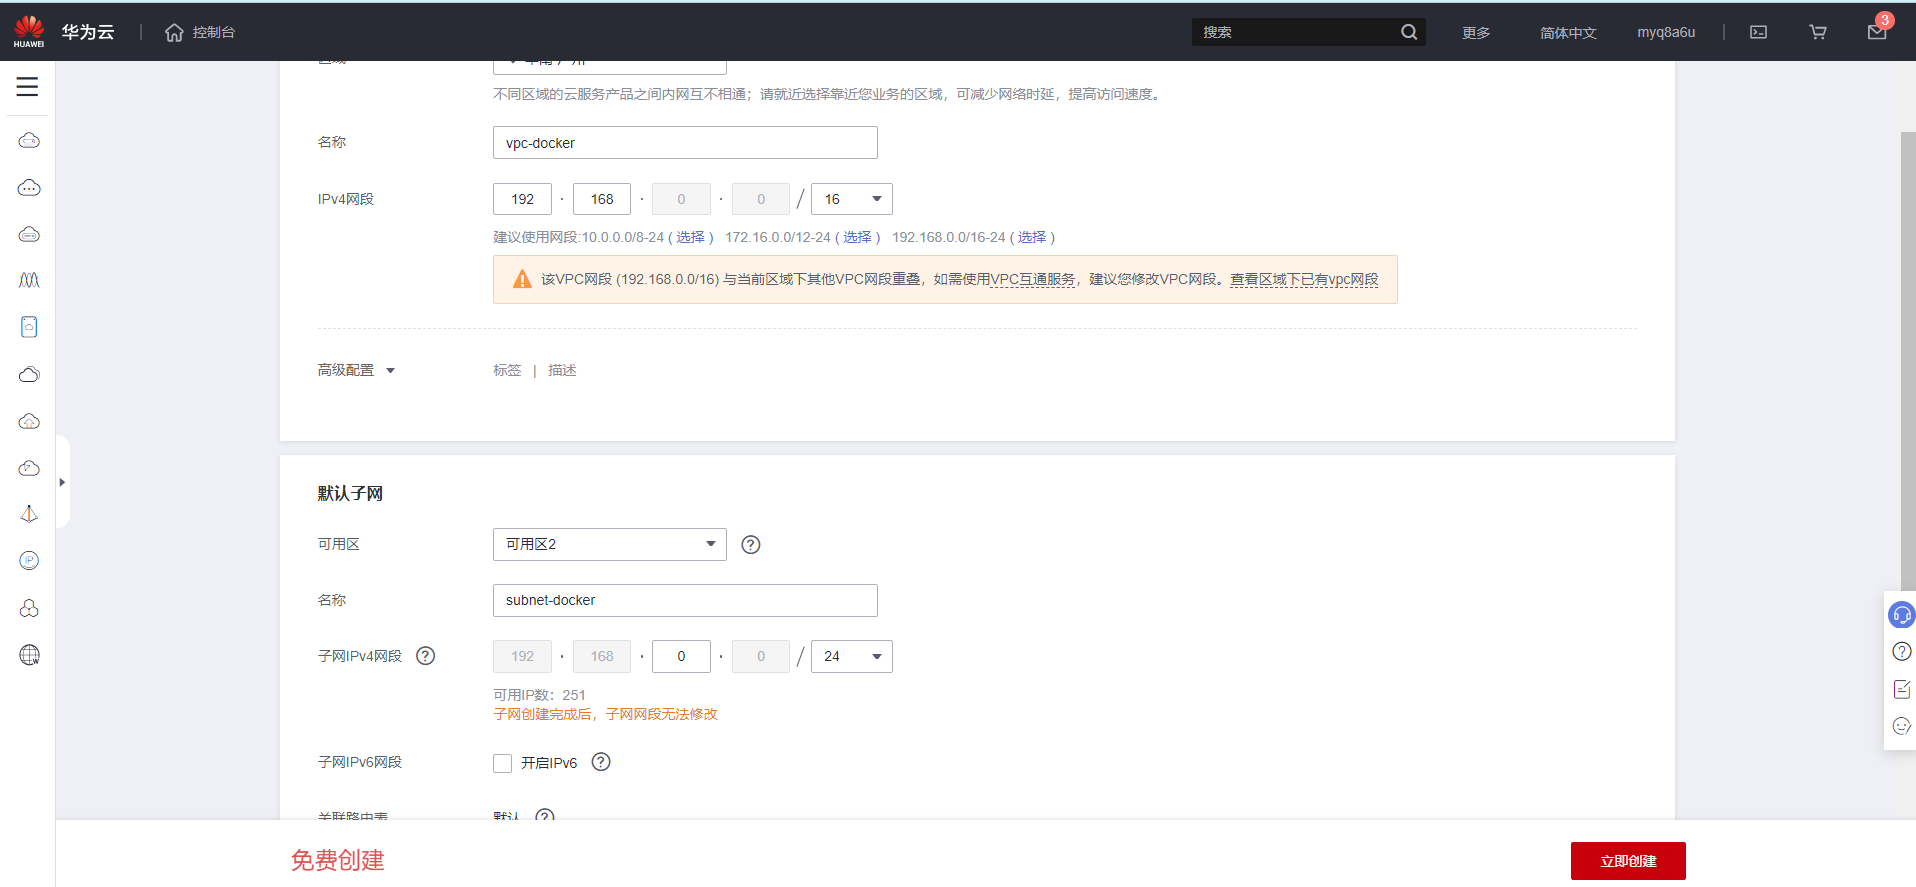 HUAWEI 华为云 控制台 搜索 更多 简体中文 myq8a6u 3
不同区域的云服务产品之间内网互不相通；请就近选择靠近您业务的区域，可减少网络时延，提高访问速度。
名称 vpc-docker
IPv4网段 192 · 168 · 0 · 0 / 16
建议使用网段:10.0.0.0/8-24 ( 选择 ) 172.16.0.0/12-24 ( 选择 ) 192.168.0.0/16-24 ( 选择 )
该VPC网段 (192.168.0.0/16) 与当前区域下其他VPC网段重叠，如需使用VPC互通服务，建议您修改VPC网段。查看区域下已有vpc网段
高级配置 标签 | 描述
默认子网
可用区 可用区2
名称 subnet-docker
子网IPv4网段 192 · 168 · 0 · 0 / 24
可用IP数：251
子网创建完成后，子网网段无法修改
子网IPv6网段 开启IPv6
关联路由表 默认
免费创建 立即创建